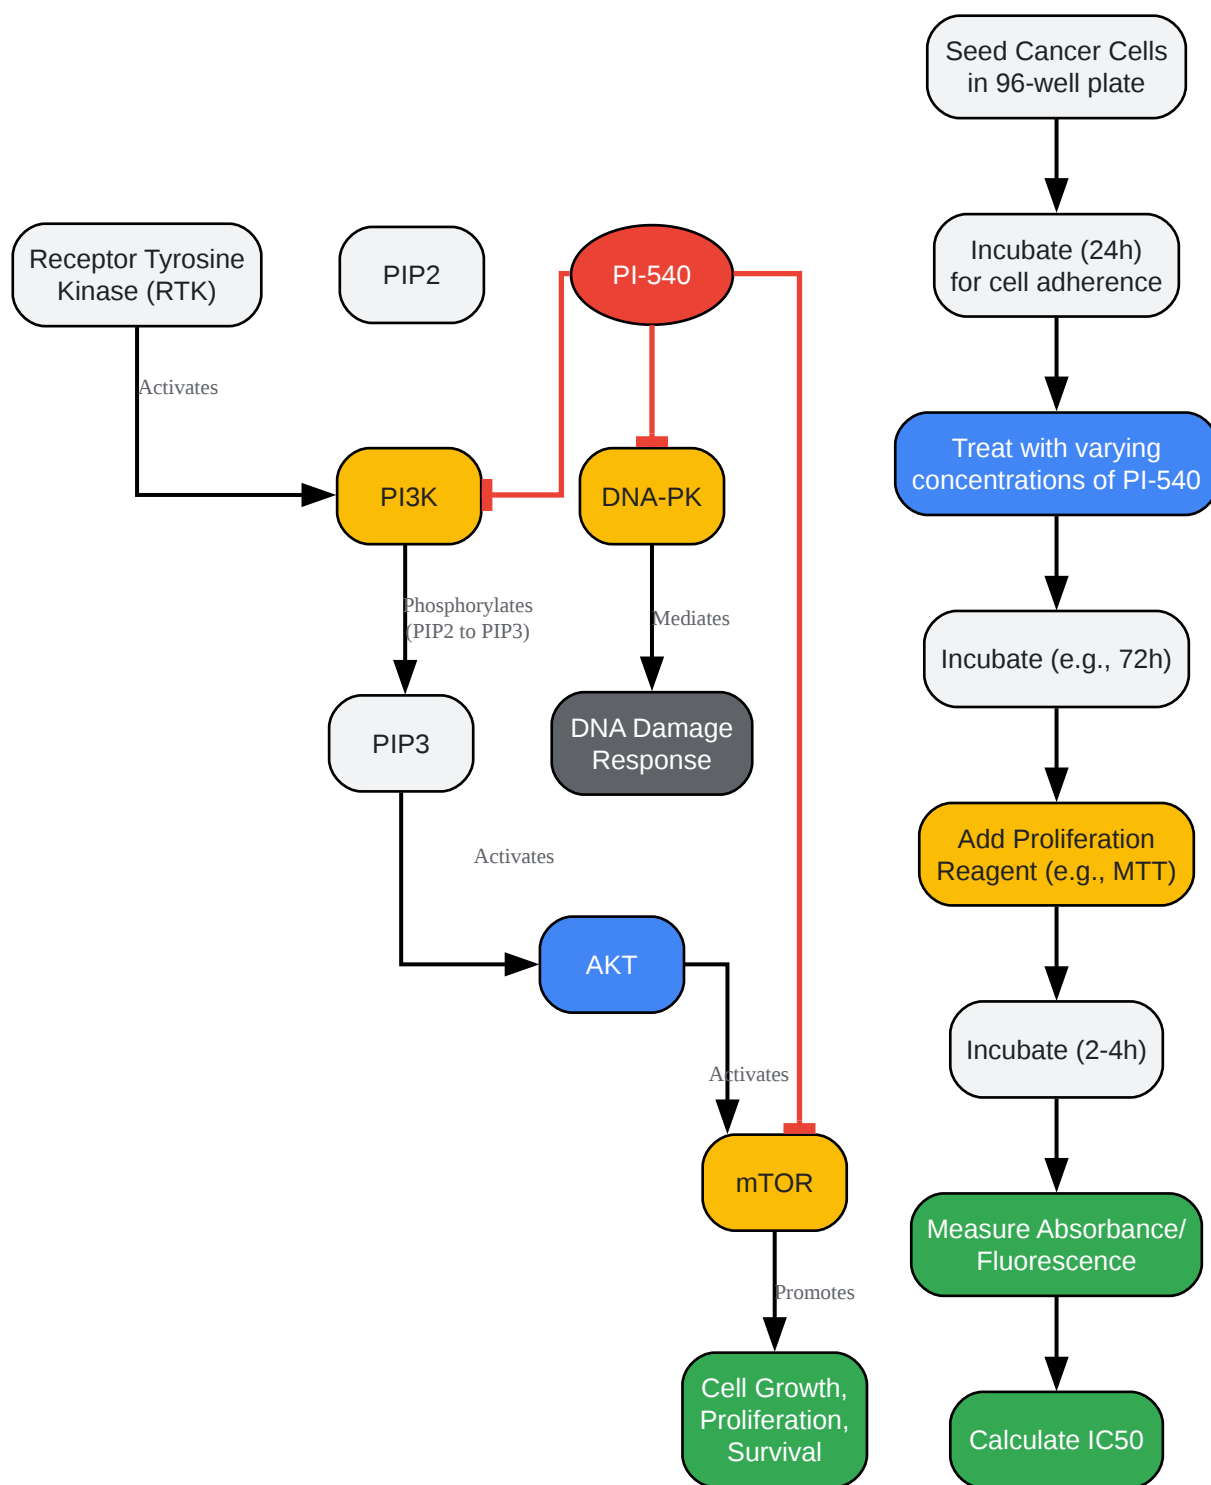 Receptor Tyrosine
Kinase (RTK)
PIP2
PI-540
Activates
PI3K
DNA-PK
Phosphorylates
(PIP2 to PIP3)
Mediates
PIP3
DNA Damage
Response
Activates
AKT
Activates
mTOR
Promotes
Cell Growth,
Proliferation,
Survival
Seed Cancer Cells
in 96-well plate
Incubate (24h)
for cell adherence
Treat with varying
concentrations of PI-540
Incubate (e.g., 72h)
Add Proliferation
Reagent (e.g., MTT)
Incubate (2-4h)
Measure Absorbance/
Fluorescence
Calculate IC50